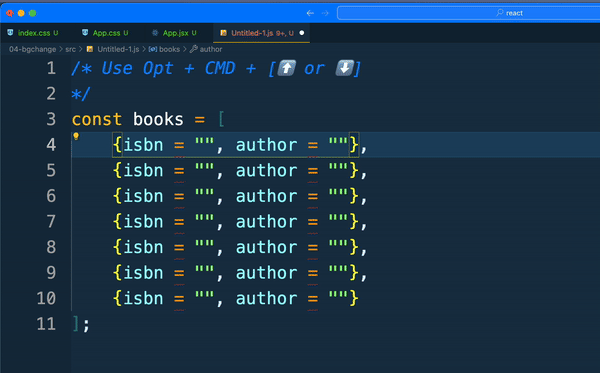 react
index.css U App.css U App.jsx U Untitled-1.js 9+, U
04-bgchange > src > Untitled-1.js > books > author
1 /* Use Opt + CMD + [⬆️ or ⬇️]
2 */
3 const books = [
4 {isbn = "", author = ""},
5 {isbn = "", author = ""},
6 {isbn = "", author = ""},
7 {isbn = "", author = ""},
8 {isbn = "", author = ""},
9 {isbn = "", author = ""},
10 {isbn = "", author = ""}
11 ];